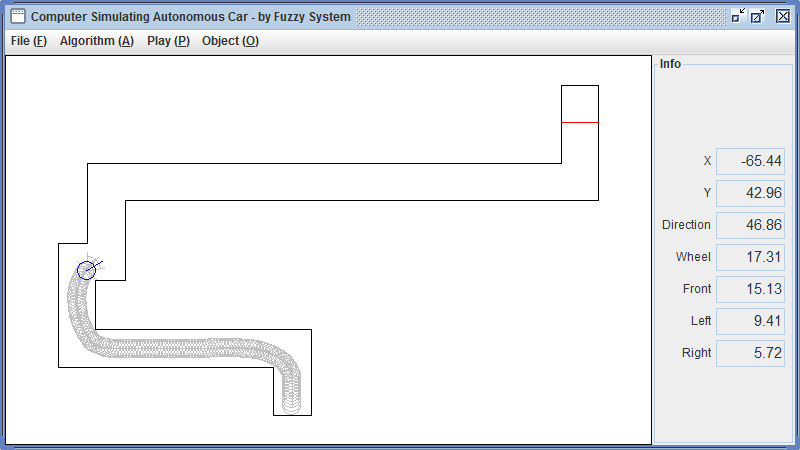 Computer Simulating Autonomous Car - by Fuzzy System
File (F) Algorithm (A) Play (P) Object (O)
Info
X -65.44
Y 42.96
Direction 46.86
Wheel 17.31
Front 15.13
Left 9.41
Right 5.72